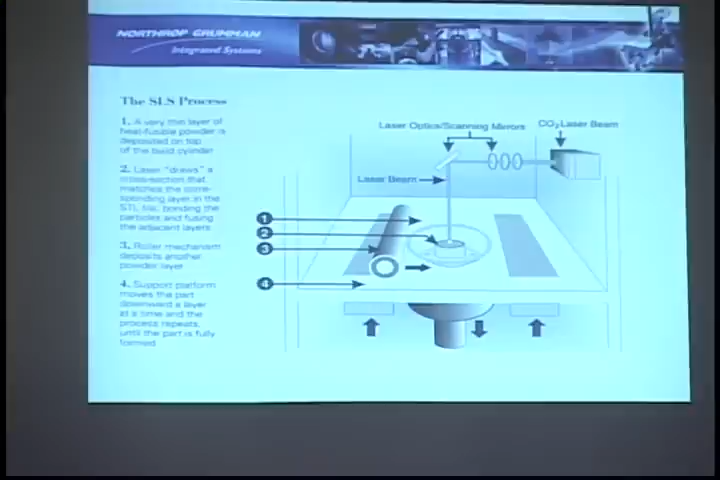 NORTHROP GRUMMAN
Integrated Systems
The SLS Process
1. A very thin layer of
heat-fusible powder is
deposited on top
of the build cylinder
2. Laser "draws" a
cross-section that
matches the corre-
sponding layer in the
STL file, bonding the
particles and fusing
the adjacent layers
3. Roller mechanism
deposits another
powder layer
4. Support platform
moves the part
downward a layer
at a time and the
process repeats,
until the part is fully
formed
Laser Optics/Scanning Mirrors
CO2 Laser Beam
Laser Beam
1
2
3
4